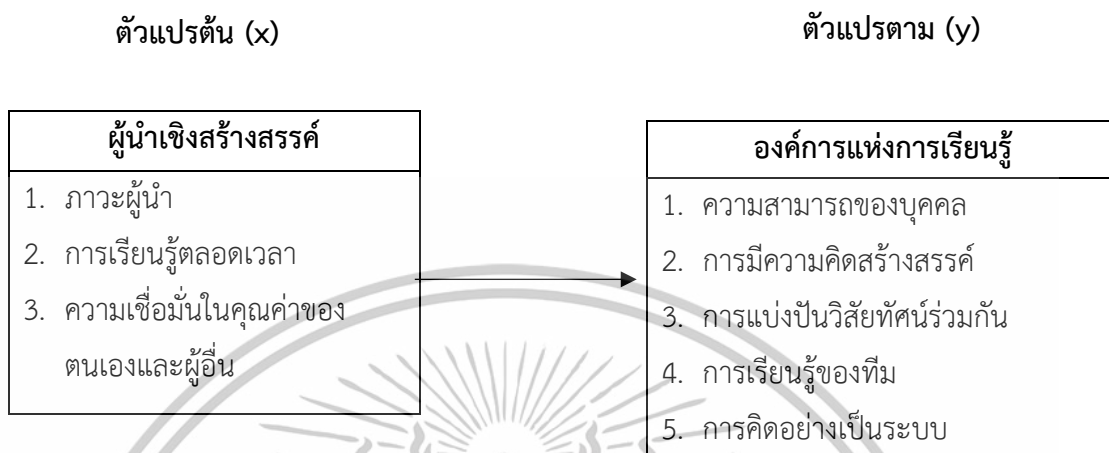 ตัวแปรต้น (x)
ตัวแปรตาม (y)
ผู้นำเชิงสร้างสรรค์
1. ภาวะผู้นำ
2. การเรียนรู้ตลอดเวลา
3. ความเชื่อมั่นในคุณค่าของ
ตนเองและผู้อื่น
องค์การแห่งการเรียนรู้
1. ความสามารถของบุคคล
2. การมีความคิดสร้างสรรค์
3. การแบ่งปันวิสัยทัศน์ร่วมกัน
4. การเรียนรู้ของทีม
5. การคิดอย่างเป็นระบบ